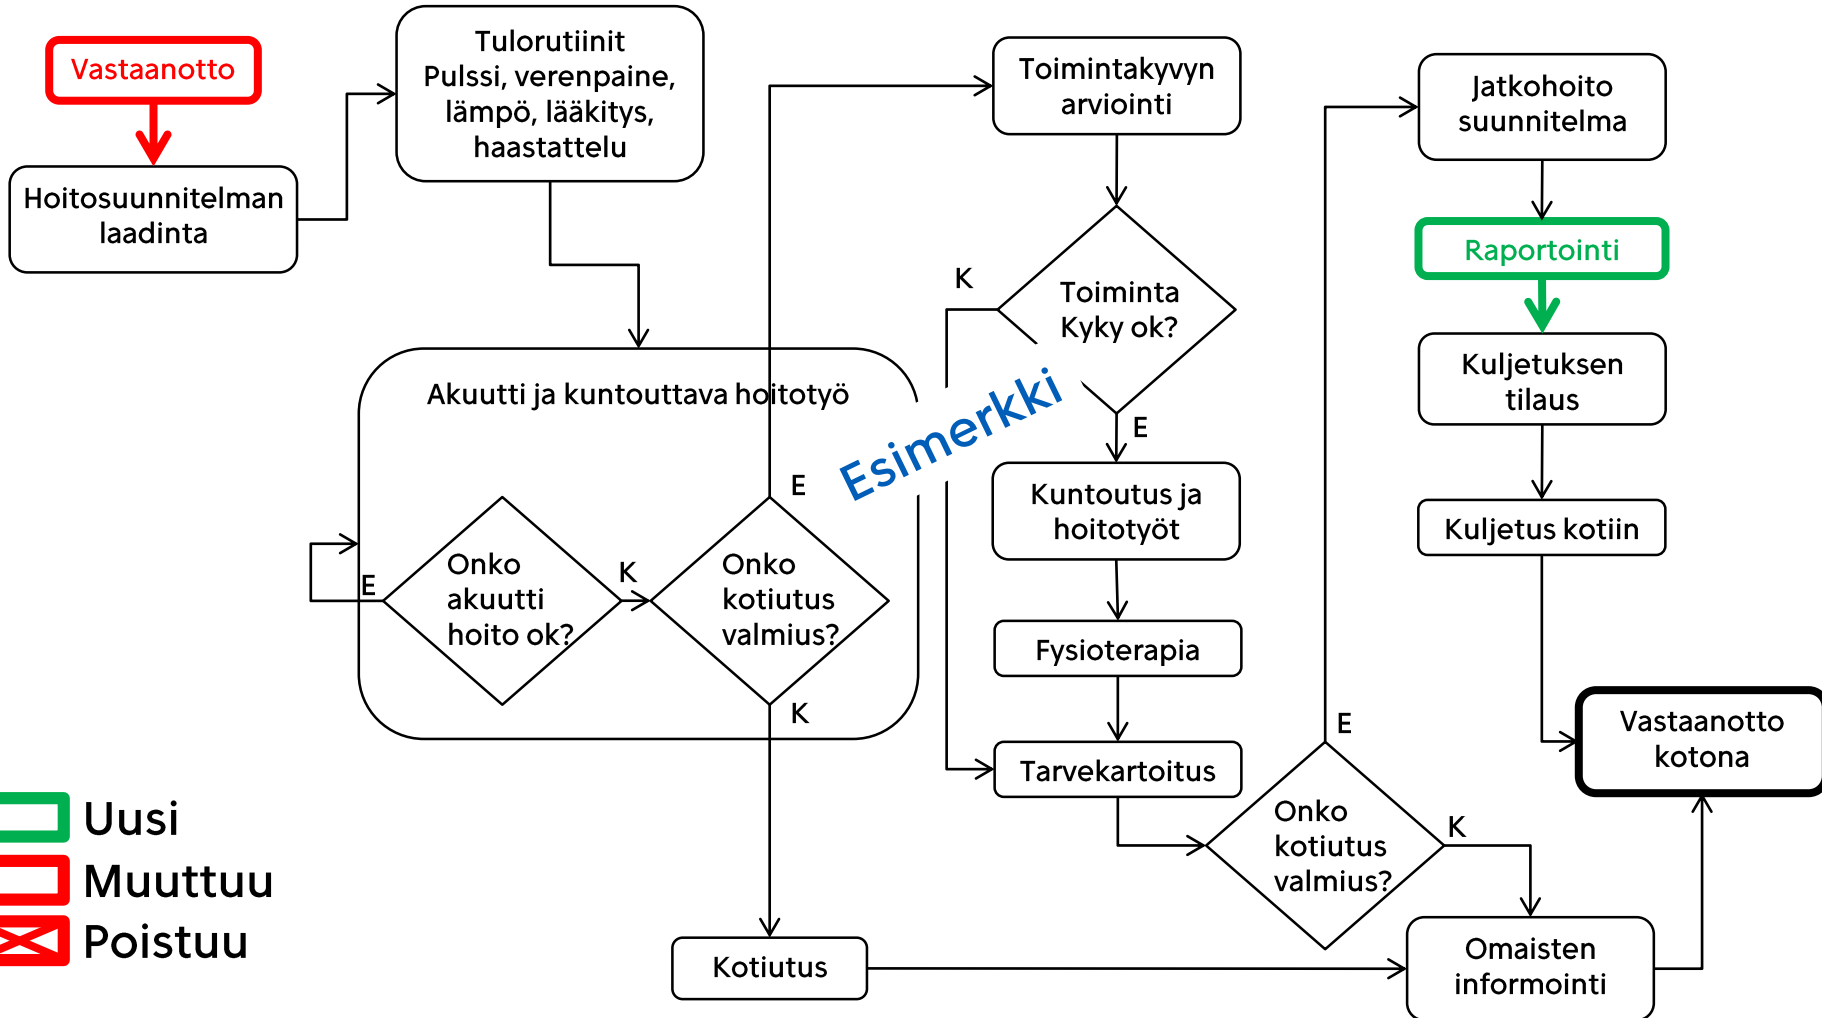 Vastaanotto
Hoitosuunnitelman
laadinta
Tulorutiinit
Pulssi, verenpaine,
lämpö, lääkitys,
haastattelu
Akuutti ja kuntouttava hoitotyö
Onko
akuutti
hoito ok?
E
K
Onko
kotiutus
valmius?
E
K
Kotiutus
Esimerkki
Toimintakyvyn
arviointi
Toiminta
Kyky ok?
K
E
Kuntoutus ja
hoitotyöt
Fysioterapia
Tarvekartoitus
Onko
kotiutus
valmius?
E
K
Jatkohoito
suunnitelma
Raportointi
Kuljetuksen
tilaus
Kuljetus kotiin
Vastaanotto
kotona
Omaisten
informointi
Uusi
Muuttuu
Poistuu